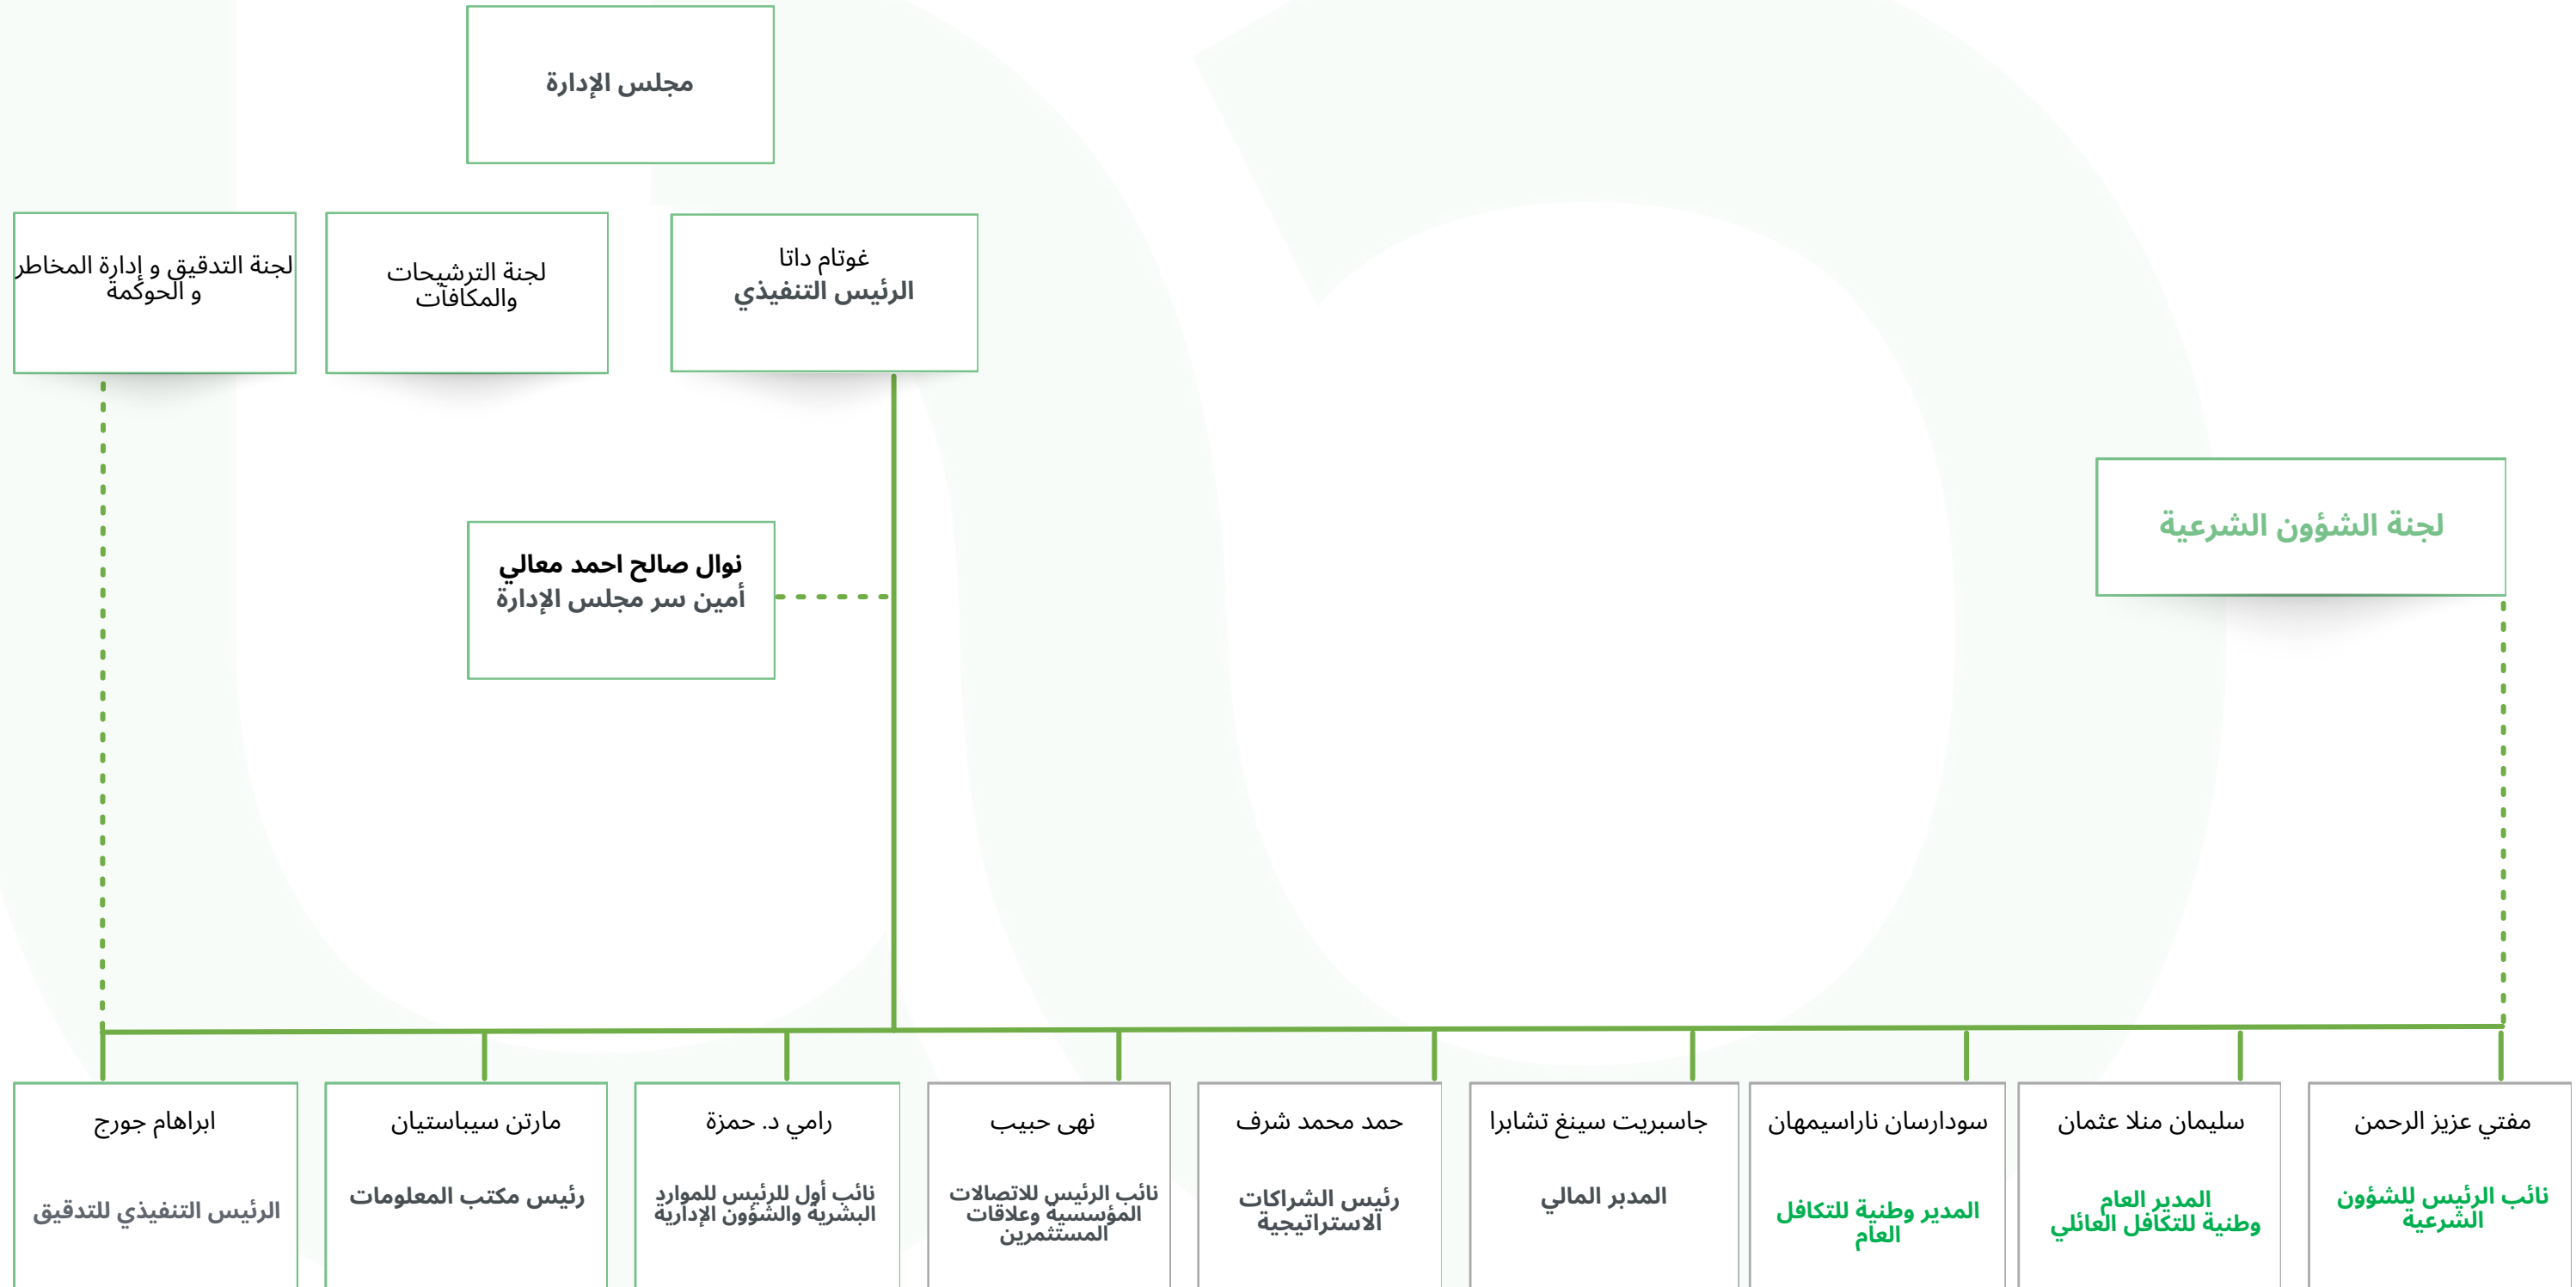 مجلس الإدارة
لجنة التدقيق و إدارة المخاطر
و الحوكمة
لجنة الترشيحات
والمكافآت
غوتام داتا
الرئيس التنفيذي
لجنة الشؤون الشرعية
نوال صالح احمد معالي
أمين سر مجلس الإدارة
ابراهام جورج
الرئيس التنفيذي للتدقيق
مارتن سيباستيان
رئيس مكتب المعلومات
رامي د. حمزة
نائب أول للرئيس للموارد
البشرية والشؤون الإدارية
نهى حبيب
نائب الرئيس للاتصالات
المؤسسية وعلاقات
المستثمرين
حمد محمد شرف
رئيس الشراكات
الاستراتيجية
جاسبريت سينغ تشابرا
المدير المالي
سودارسان ناراسيمهان
المدير وطنية للتكافل
العام
سليمان منلا عثمان
المدير العام
وطنية للتكافل العائلي
مفتي عزيز الرحمن
نائب الرئيس للشؤون
الشرعية